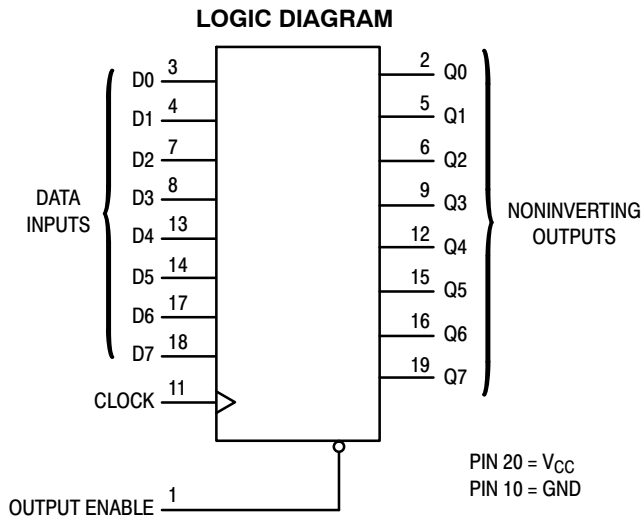 LOGIC DIAGRAM
DATA
INPUTS
D0 3
D1 4
D2 7
D3 8
D4 13
D5 14
D6 17
D7 18
CLOCK 11
OUTPUT ENABLE 1
2 Q0
5 Q1
6 Q2
9 Q3
12 Q4
15 Q5
16 Q6
19 Q7
NONINVERTING
OUTPUTS
PIN 20 = VCC
PIN 10 = GND